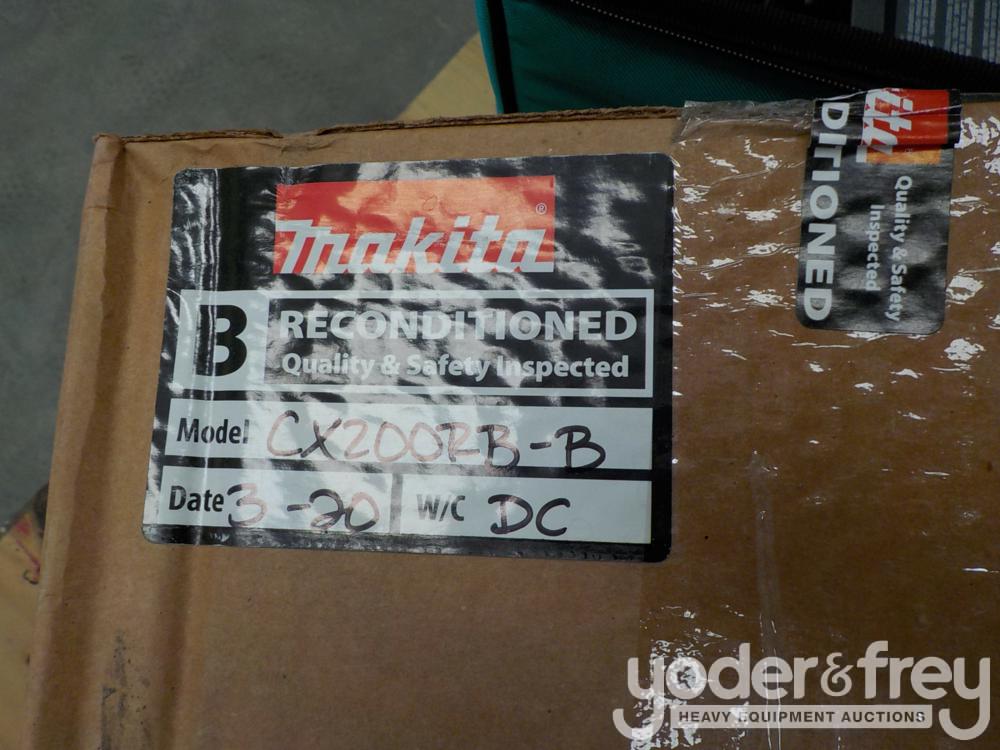 makita®
B RECONDITIONED
Quality & Safety Inspected
Model CX200RB-B
Date 3-20 W/C DC
DITIONED
Quality & Safety
Inspected
yoder&frey
HEAVY EQUIPMENT AUCTIONS